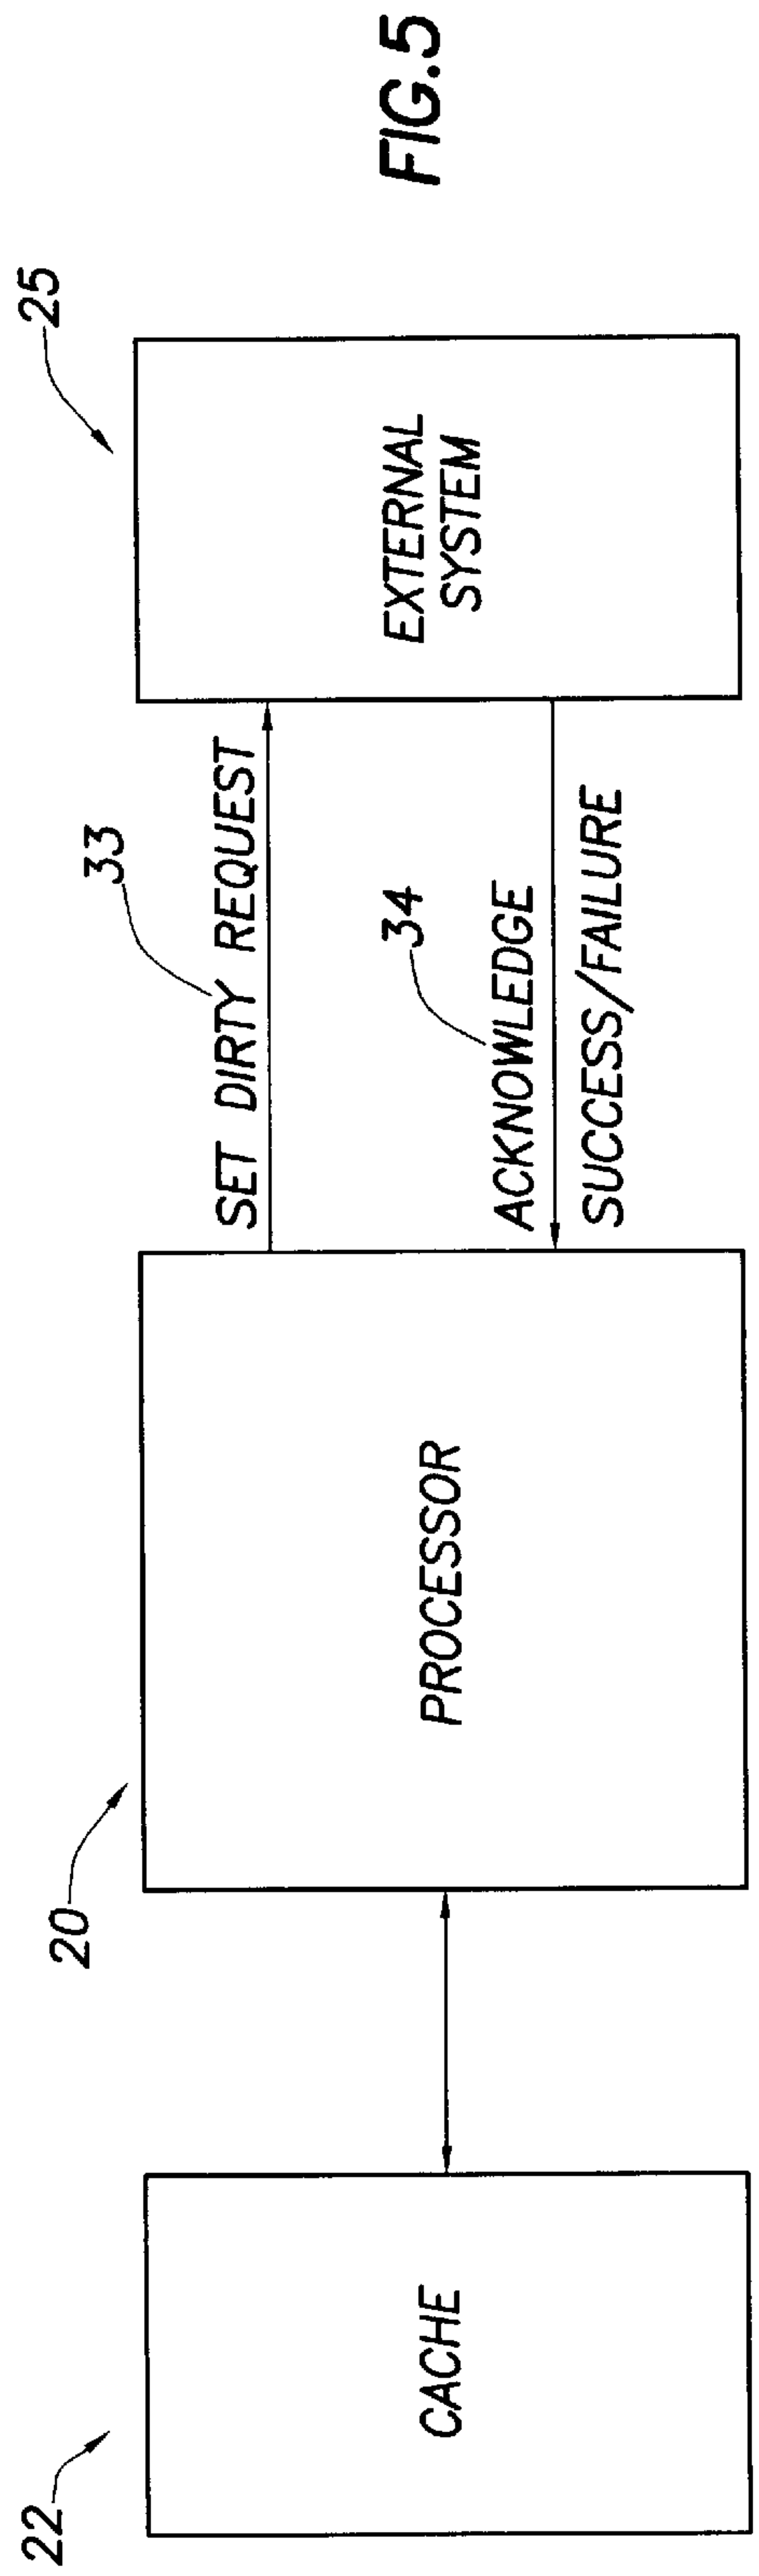 22
CACHE
20
PROCESSOR
33
SET DIRTY REQUEST
34
ACKNOWLEDGE
SUCCESS/FAILURE
25
EXTERNAL
SYSTEM
FIG.5